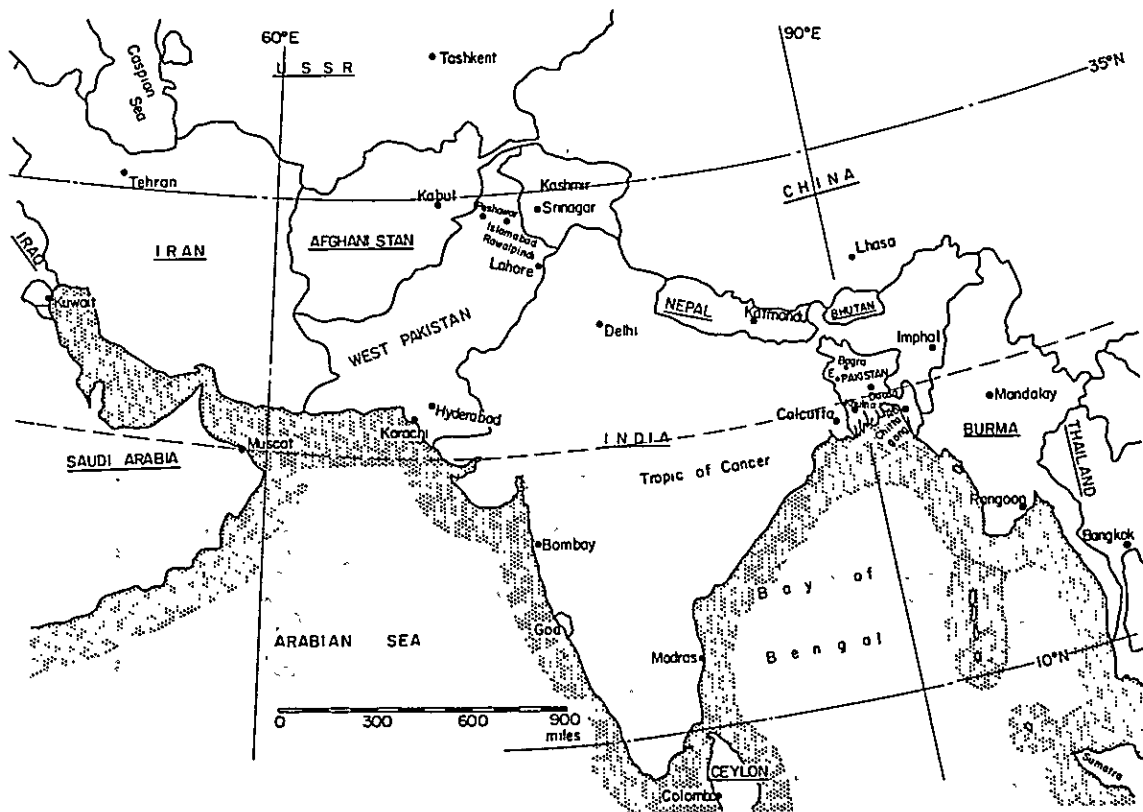 60°E
90°E
35°N
Caspian
Sea
USSR
Tashkent
Tehran
Kabul
Kashmir
Srinagar
Peshawar
Islamabad
Rawalpindi
Lahore
CHINA
Lhasa
IRAQ
IRAN
AFGHANISTAN
Kuwait
WEST PAKISTAN
Delhi
NEPAL
Katmandu
BHUTAN
Imphal
Bogra
E.
PAKISTAN
Dacca
Hyderabad
Karachi
Calcutta
Mandalay
Muscat
SAUDI ARABIA
INDIA
Tropic of Cancer
BURMA
THAILAND
Rangoon
Bangkok
Bombay
Bay of
Bengal
Goa
ARABIAN SEA
Madras
10°N
0 300 600 900
miles
CEYLON
Colombo
Sumatra